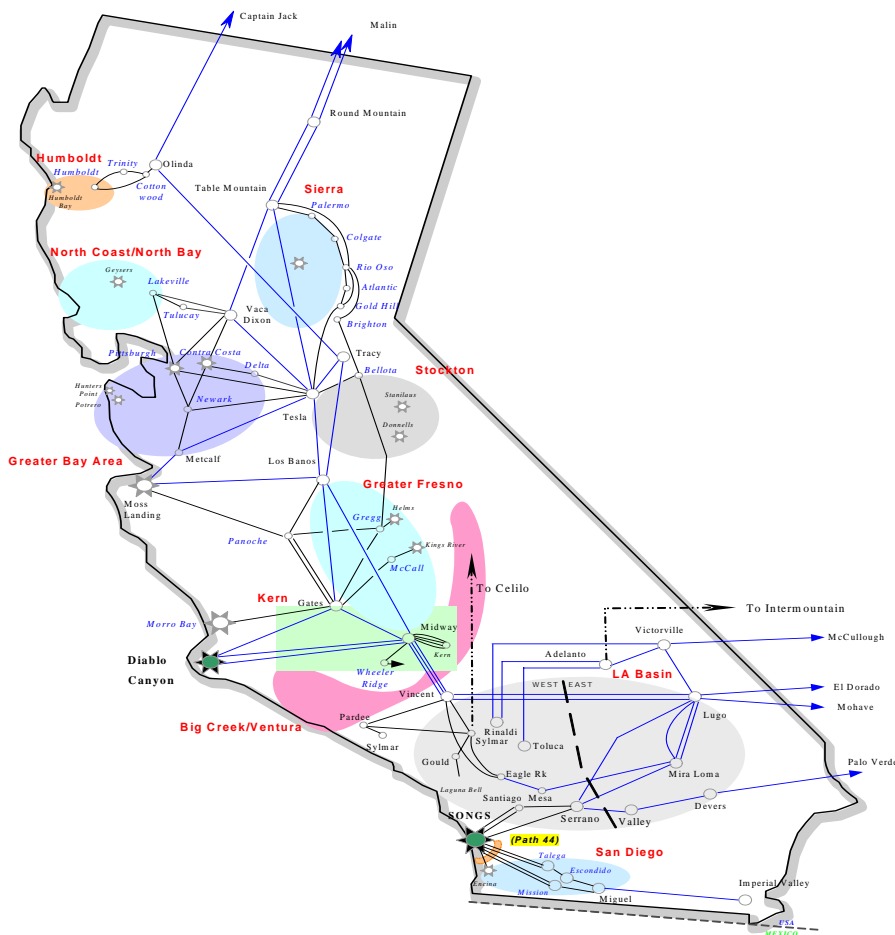 Captain Jack
Malin
Round Mountain
Humboldt
Trinity
Olinda
Humboldt
Cotton
wood
Humboldt
Bay
Table Mountain
Sierra
Palermo
Colgate
North Coast/North Bay
Geysers
Rio Oso
Lakeville
Atlantic
Tulucay
Vaca
Dixon
Gold Hill
Brighton
Pittsburgh
Contra Costa
Tracy
Delta
Bellota
Stockton
Hunters
Point
Potrero
Newark
Stanilaus
Tesla
Donnells
Greater Bay Area
Metcalf
Los Banos
Greater Fresno
Moss
Landing
Gregg
Helms
Panoche
Kings River
McCall
To Celilo
Kern
Gates
To Intermountain
Morro Bay
Midway
Victorville
McCullough
Kern
Adelanto
Diablo
Canyon
Wheeler
Ridge
LA Basin
WEST
EAST
El Dorado
Vincent
Lugo
Mohave
Big Creek/Ventura
Pardee
Rinaldi
Sylmar
Sylmar
Toluca
Gould
Palo Verde
Eagle Rk
Mira Loma
Laguna Bell
Santiago
Mesa
Devers
SONGS
Serrano
Valley
(Path 44)
San Diego
Talega
Escondido
Encina
Mission
Miguel
Imperial Valley
USA
MEXICO